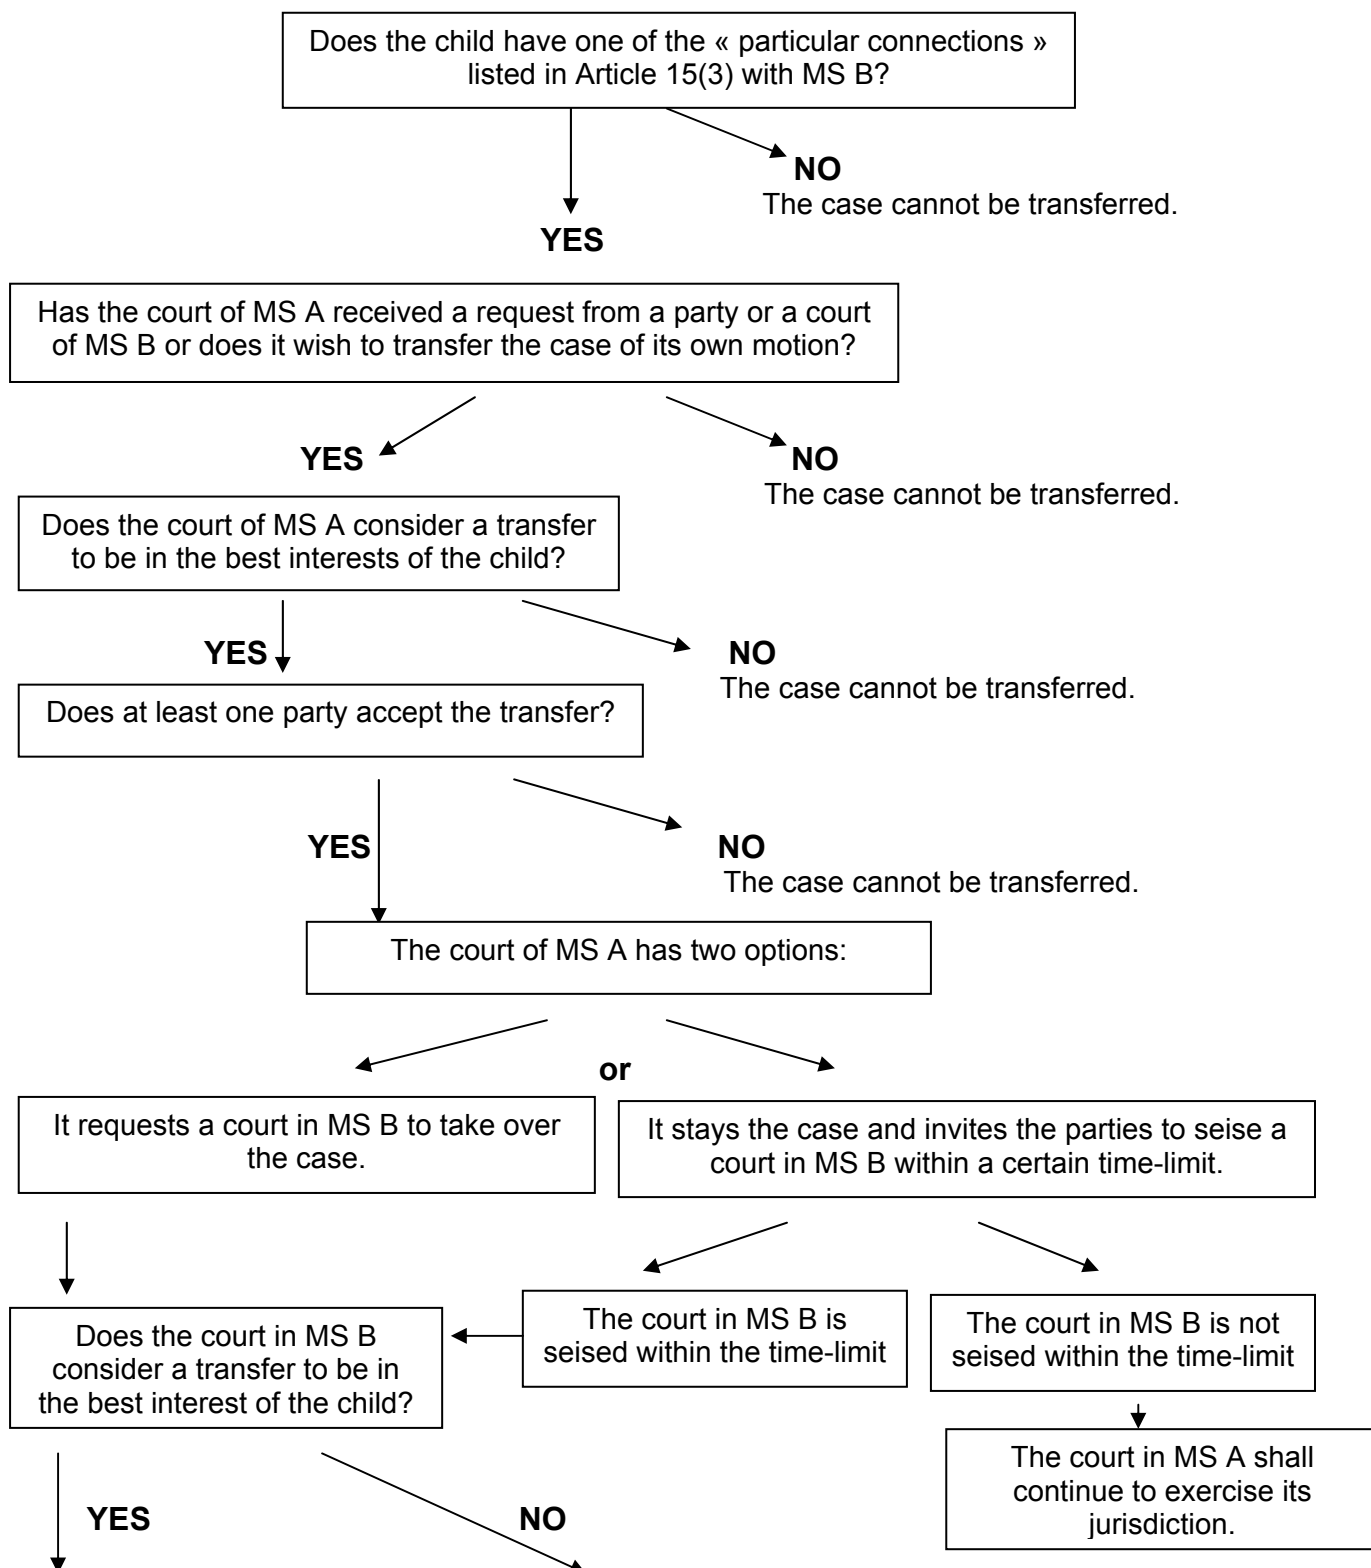 Does the child have one of the « particular connections »
listed in Article 15(3) with MS B?
NO
The case cannot be transferred.
YES
Has the court of MS A received a request from a party or a court
of MS B or does it wish to transfer the case of its own motion?
YES
NO
The case cannot be transferred.
Does the court of MS A consider a transfer
to be in the best interests of the child?
YES
NO
The case cannot be transferred.
Does at least one party accept the transfer?
YES
NO
The case cannot be transferred.
The court of MS A has two options:
or
It requests a court in MS B to take over
the case.
It stays the case and invites the parties to seise a
court in MS B within a certain time-limit.
Does the court in MS B
consider a transfer to be in
the best interest of the child?
The court in MS B is
seised within the time-limit
The court in MS B is not
seised within the time-limit
The court in MS A shall
continue to exercise its
jurisdiction.
YES
NO